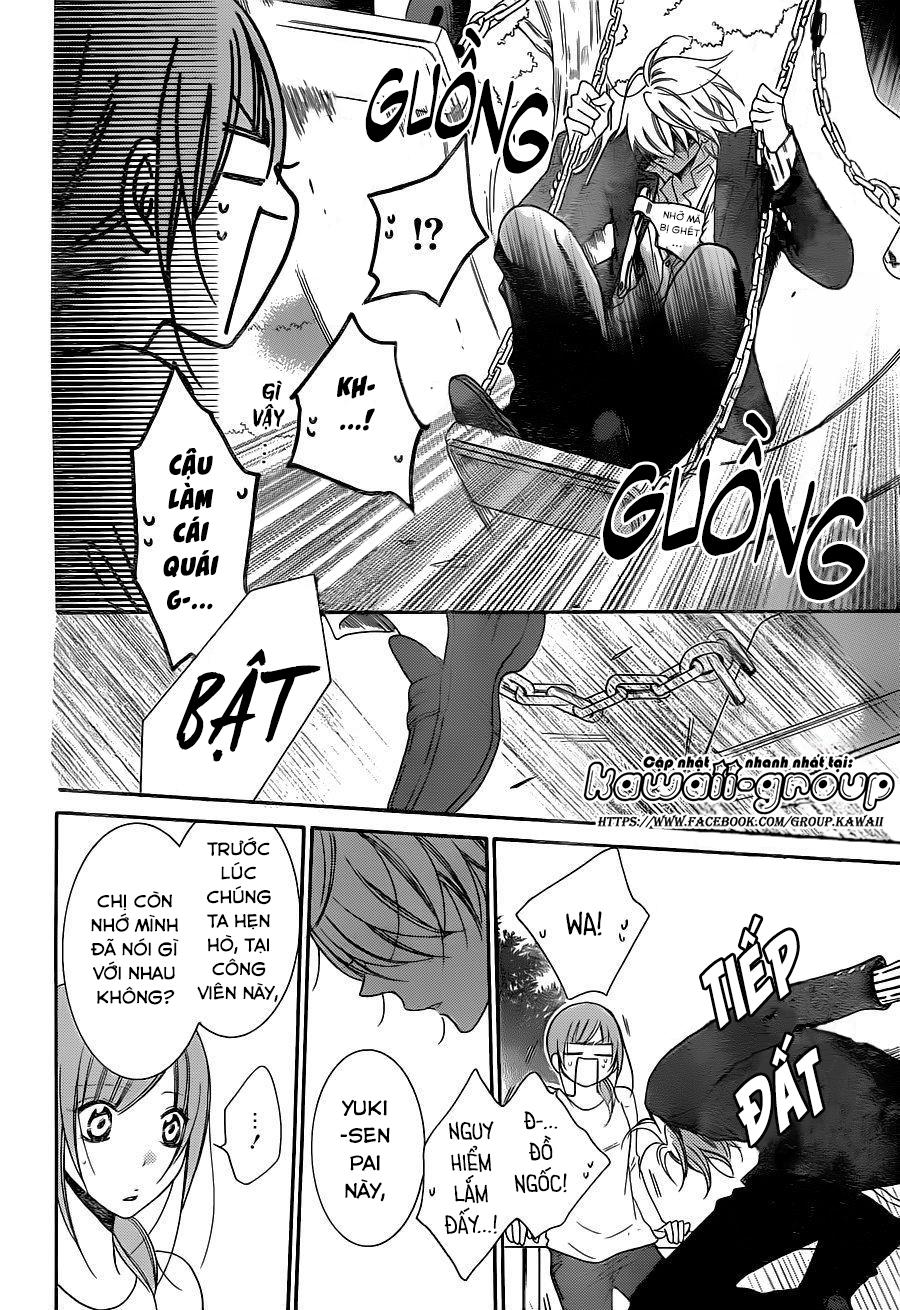 GUỒNG
NHỜ MÀ
BỊ GHÉT
...
!?
KH-
...!
GÌ
VẬY
CẬU
LÀM
CÁI
QUÁI
G-...
GUỒNG
BẬT
Cập nhật nhanh nhất tại:
kawaii-group
HTTPS://WWW.FACEBOOK.COM/GROUP.KAWAII
WA!
TIẾP
ĐẤT
Đ-...
ĐỒ
NGỐC!
NGUY
HIỂM
LẮM
ĐẤY...!
YUKI
-SEN
PAI
NÀY,
TRƯỚC
LÚC
CHÚNG
TA HẸN
HÒ, TẠI
CÔNG
VIÊN NÀY,
CHỊ CÒN
NHỚ MÌNH
ĐÃ NÓI GÌ
VỚI NHAU
KHÔNG?
...!